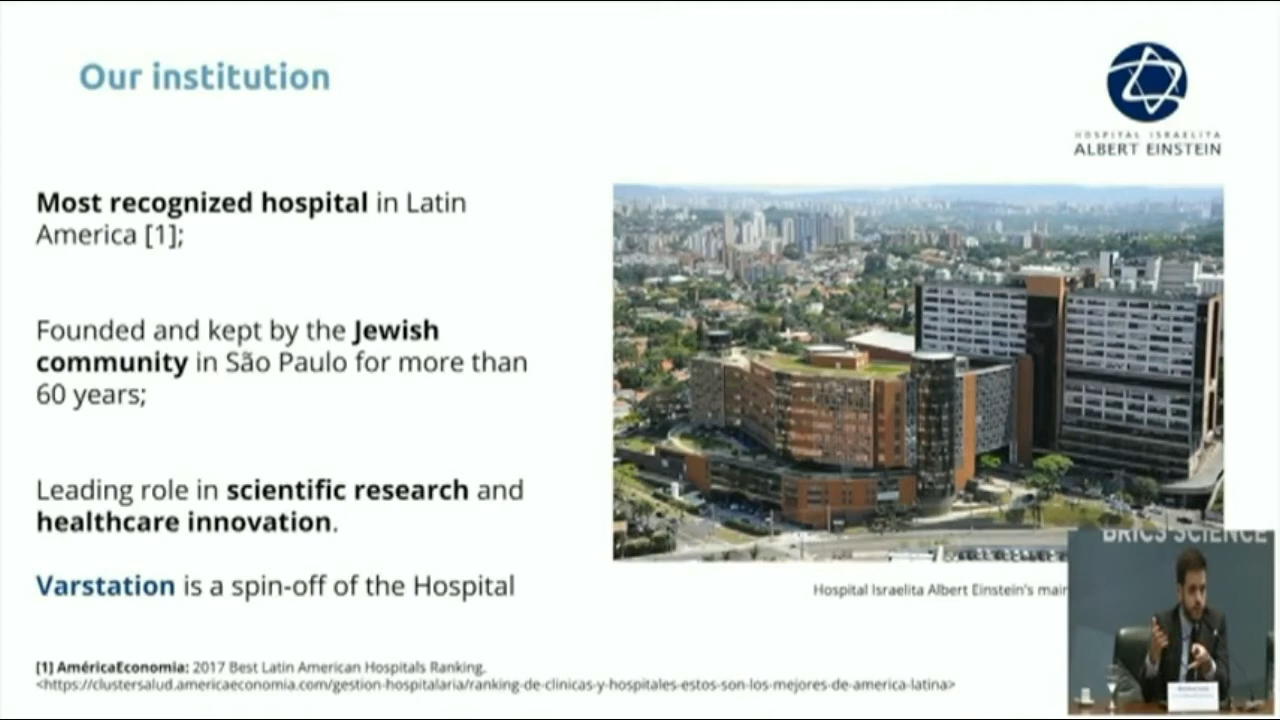 Our institution
HOSPITAL ISRAELITA
ALBERT EINSTEIN
Most recognized hospital in Latin
America [1];
Founded and kept by the Jewish
community in São Paulo for more than
60 years;
Leading role in scientific research and
healthcare innovation.
Varstation is a spin-off of the Hospital
BRICS SCIENCE
Hospital Israelita Albert Einstein's main
[1] AméricaEconomia: 2017 Best Latin American Hospitals Ranking.
<https://clustersalud.americaeconomia.com/gestion-hospitalaria/ranking-de-clinicas-y-hospitales-estos-son-los-mejores-de-america-latina>